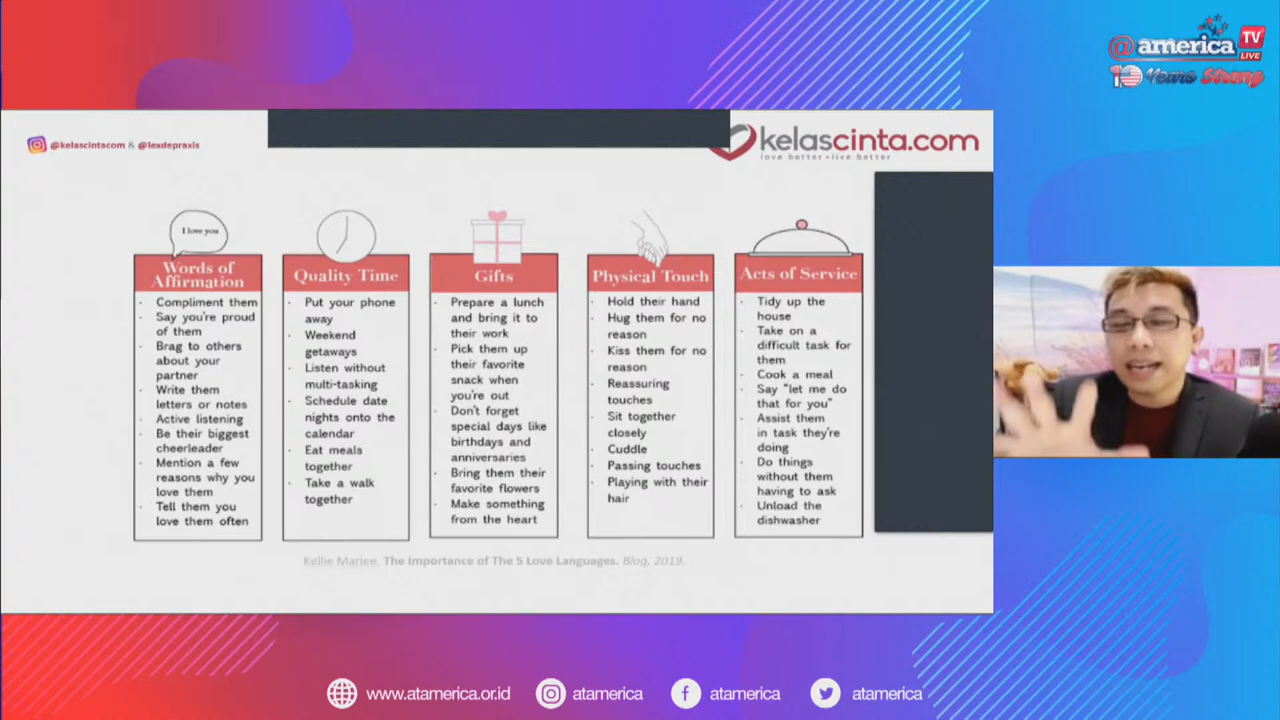 @america TV
LIVE
10 Years Strong
@kelascintacom & @lexdepraxis
kelascinta.com
love better • live better
I love you
Words of
Affirmation
· Compliment them
· Say you're proud
of them
· Brag to others
about your
partner
· Write them
letters or notes
· Active listening
· Be their biggest
cheerleader
· Mention a few
reasons why you
love them
· Tell them you
love them often
Quality Time
· Put your phone
away
· Weekend
getaways
· Listen without
multi-tasking
· Schedule date
nights onto the
calendar
· Eat meals
together
· Take a walk
together
Gifts
· Prepare a lunch
and bring it to
their work
· Pick them up
their favorite
snack when
you're out
· Don't forget
special days like
birthdays and
anniversaries
· Bring them their
favorite flowers
· Make something
from the heart
Physical Touch
· Hold their hand
· Hug them for no
reason
· Kiss them for no
reason
· Reassuring
touches
· Sit together
closely
· Cuddle
· Passing touches
· Playing with their
hair
Acts of Service
· Tidy up the
house
· Take on a
difficult task for
them
· Cook a meal
· Say "let me do
that for you"
· Assist them
in task they're
doing
· Do things
without them
having to ask
· Unload the
dishwasher
Kellie Mariee. The Importance of The 5 Love Languages. Blog, 2019.
www.atamerica.or.id
atamerica
atamerica
atamerica